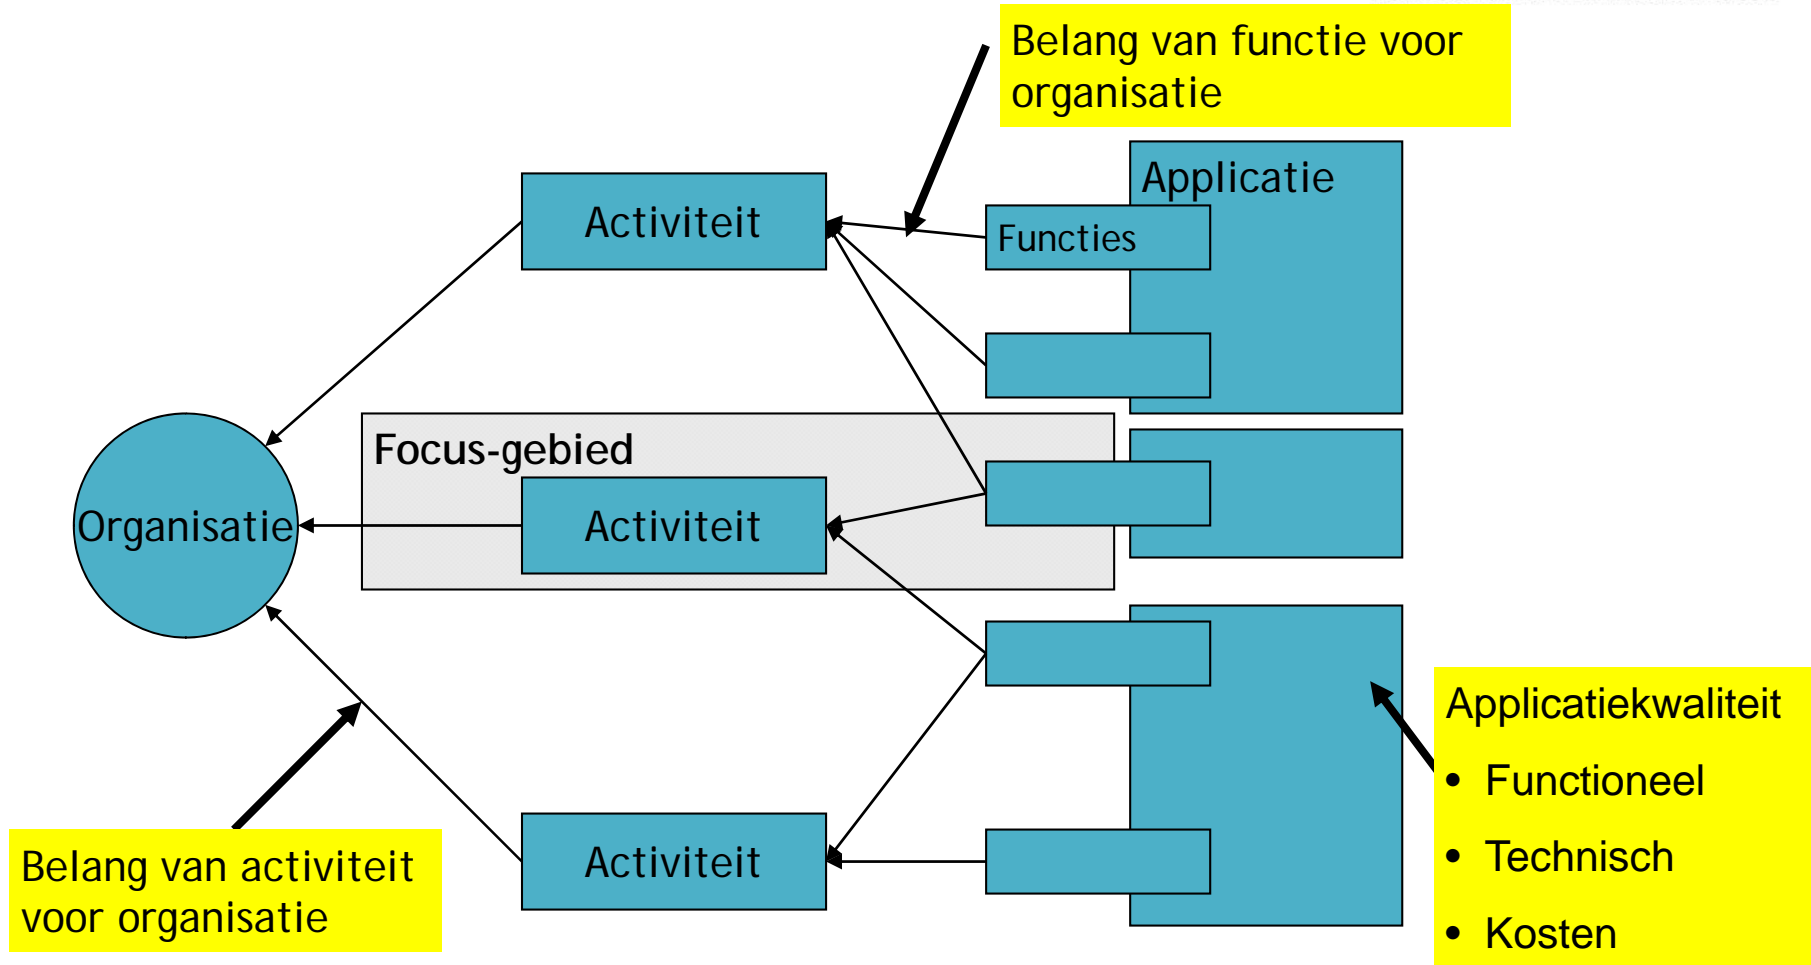 Belang van functie voor
organisatie
Applicatie
Activiteit
Functies
Focus-gebied
Organisatie
Activiteit
Applicatiekwaliteit
• Functioneel
• Technisch
• Kosten
Activiteit
Belang van activiteit
voor organisatie